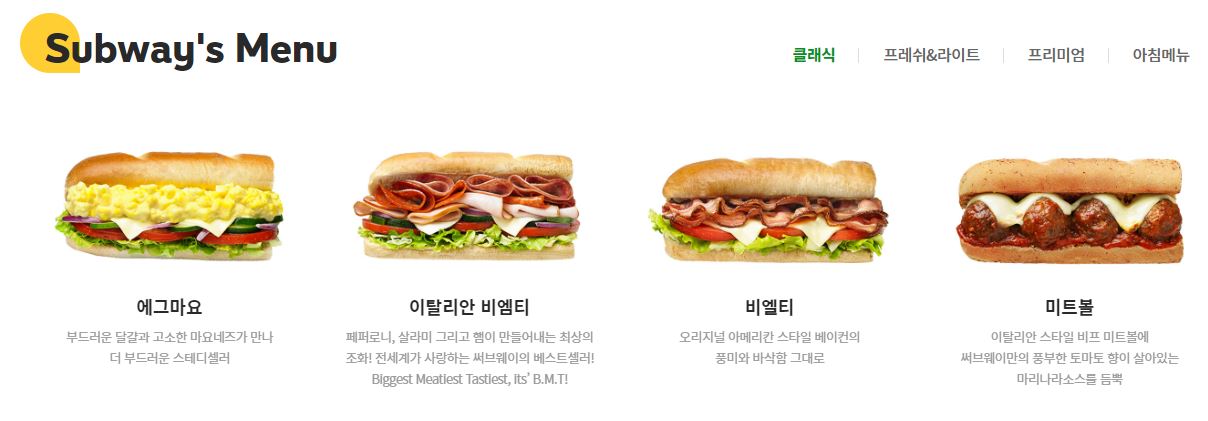 Subway's Menu
클래식
프레쉬&라이트
프리미엄
아침메뉴
에그마요
부드러운 달걀과 고소한 마요네즈가 만나
더 부드러운 스테디셀러
이탈리안 비엠티
페퍼로니, 살라미 그리고 햄이 만들어내는 최상의
조화! 전세계가 사랑하는 써브웨이의 베스트셀러!
Biggest Meatiest Tastiest, its’ B.M.T!
비엘티
오리지널 아메리칸 스타일 베이컨의
풍미와 바삭함 그대로
미트볼
이탈리안 스타일 비프 미트볼에
써브웨이만의 풍부한 토마토 향이 살아있는
마리나라소스를 듬뿍